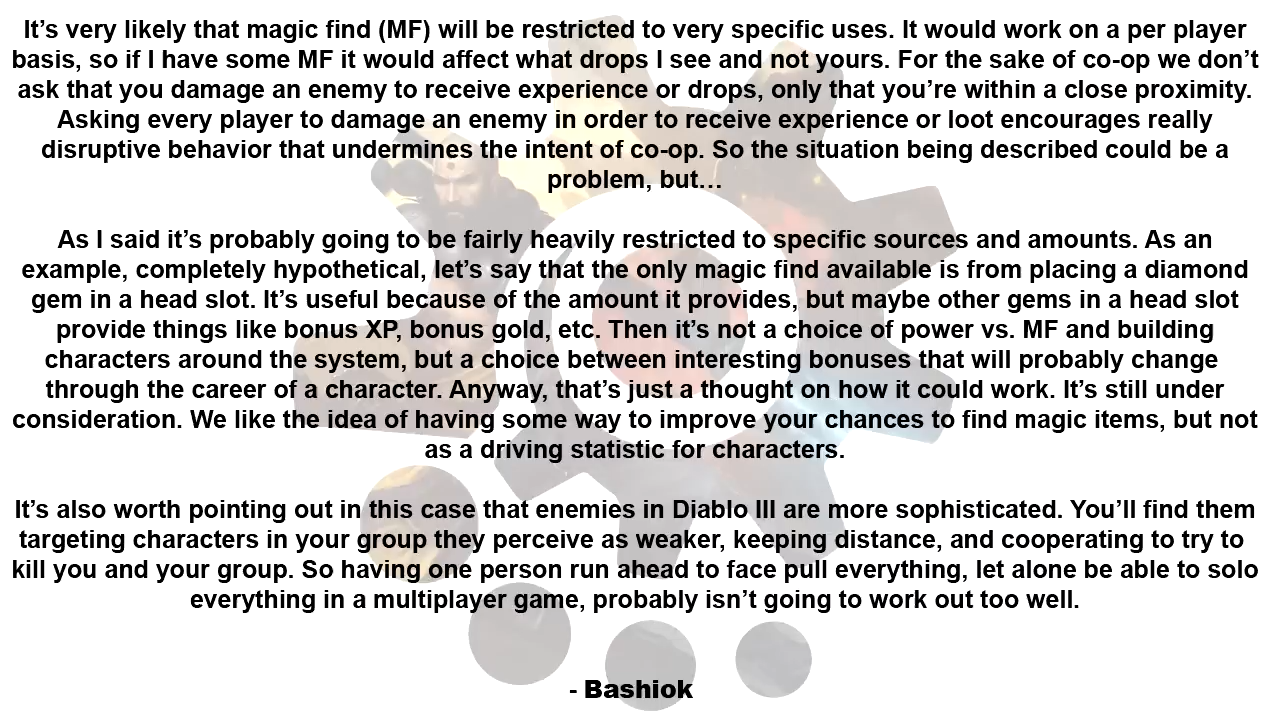 It’s very likely that magic find (MF) will be restricted to very specific uses. It would work on a per player
basis, so if I have some MF it would affect what drops I see and not yours. For the sake of co-op we don’t
ask that you damage an enemy to receive experience or drops, only that you’re within a close proximity.
Asking every player to damage an enemy in order to receive experience or loot encourages really
disruptive behavior that undermines the intent of co-op. So the situation being described could be a
problem, but…
As I said it’s probably going to be fairly heavily restricted to specific sources and amounts. As an
example, completely hypothetical, let’s say that the only magic find available is from placing a diamond
gem in a head slot. It’s useful because of the amount it provides, but maybe other gems in a head slot
provide things like bonus XP, bonus gold, etc. Then it’s not a choice of power vs. MF and building
characters around the system, but a choice between interesting bonuses that will probably change
through the career of a character. Anyway, that’s just a thought on how it could work. It’s still under
consideration. We like the idea of having some way to improve your chances to find magic items, but not
as a driving statistic for characters.
It’s also worth pointing out in this case that enemies in Diablo III are more sophisticated. You’ll find them
targeting characters in your group they perceive as weaker, keeping distance, and cooperating to try to
kill you and your group. So having one person run ahead to face pull everything, let alone be able to solo
everything in a multiplayer game, probably isn’t going to work out too well.
- Bashiok